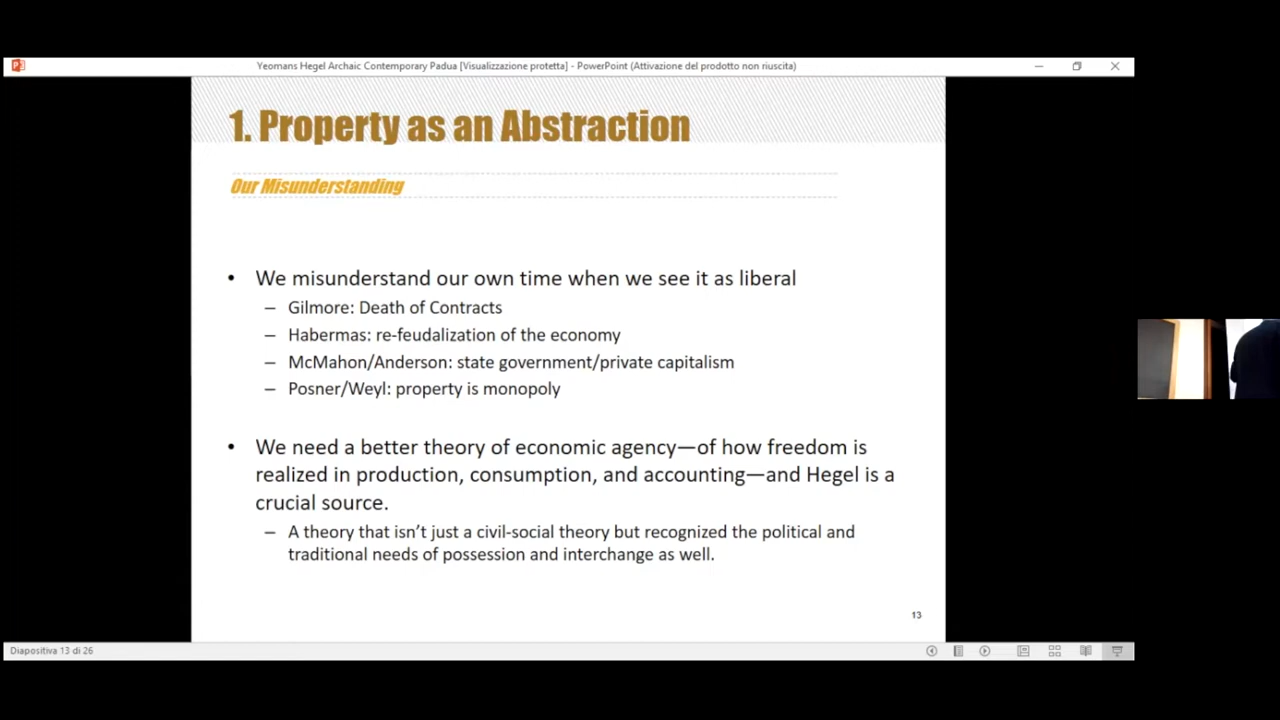 Yeomans Hegel Archaic Contemporary Padua [Visualizzazione protetta] - PowerPoint (Attivazione del prodotto non riuscita)
1. Property as an Abstraction
Our Misunderstanding
• We misunderstand our own time when we see it as liberal
– Gilmore: Death of Contracts
– Habermas: re-feudalization of the economy
– McMahon/Anderson: state government/private capitalism
– Posner/Weyl: property is monopoly
• We need a better theory of economic agency—of how freedom is
realized in production, consumption, and accounting—and Hegel is a
crucial source.
– A theory that isn't just a civil-social theory but recognized the political and
traditional needs of possession and interchange as well.
13
Diapositiva 13 di 26